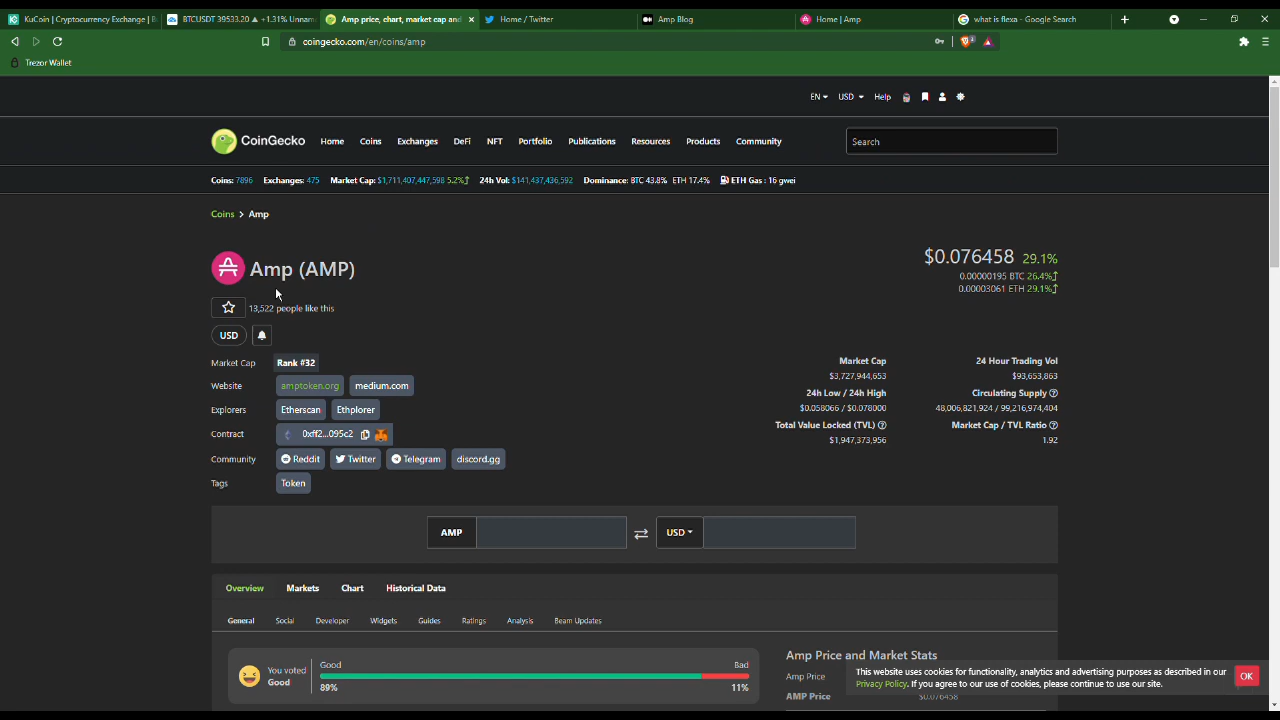 KuCoin | Cryptocurrency Exchange | B
BTCUSDT 39533.20 ▲ +1.31% Unnam
Amp price, chart, market cap and
Home / Twitter
Amp Blog
Home | Amp
what is flexa - Google Search
coingecko.com/en/coins/amp
Trezor Wallet
EN
USD
Help
CoinGecko
Home
Coins
Exchanges
DeFi
NFT
Portfolio
Publications
Resources
Products
Community
Search
Coins: 7896 Exchanges: 475 Market Cap: $1,711,407,447,598 5.2% 24h Vol: $141,437,436,592 Dominance: BTC 43.8% ETH 17.4% ETH Gas : 16 gwei
Coins > Amp
Amp (AMP)
13,522 people like this
USD
Market Cap Rank #32
Website amptoken.org medium.com
Explorers Etherscan Ethplorer
Contract 0xff2...095c2
Community Reddit Twitter Telegram discord.gg
Tags Token
$0.076458 29.1%
0.00000195 BTC 26.4%
0.00003061 ETH 29.1%
Market Cap
$3,727,944,653
24 Hour Trading Vol
$93,653,863
24h Low / 24h High
$0.058066 / $0.078000
Circulating Supply
48,006,821,924 / 99,216,974,404
Total Value Locked (TVL)
$1,947,373,956
Market Cap / TVL Ratio
1.92
AMP
USD
Overview Markets Chart Historical Data
General Social Developer Widgets Guides Ratings Analysis Beam Updates
You voted
Good
Good Bad
89% 11%
Amp Price and Market Stats
Amp Price
AMP Price $0.076458
This website uses cookies for functionality, analytics and advertising purposes as described in our
Privacy Policy. If you agree to our use of cookies, please continue to use our site.
OK